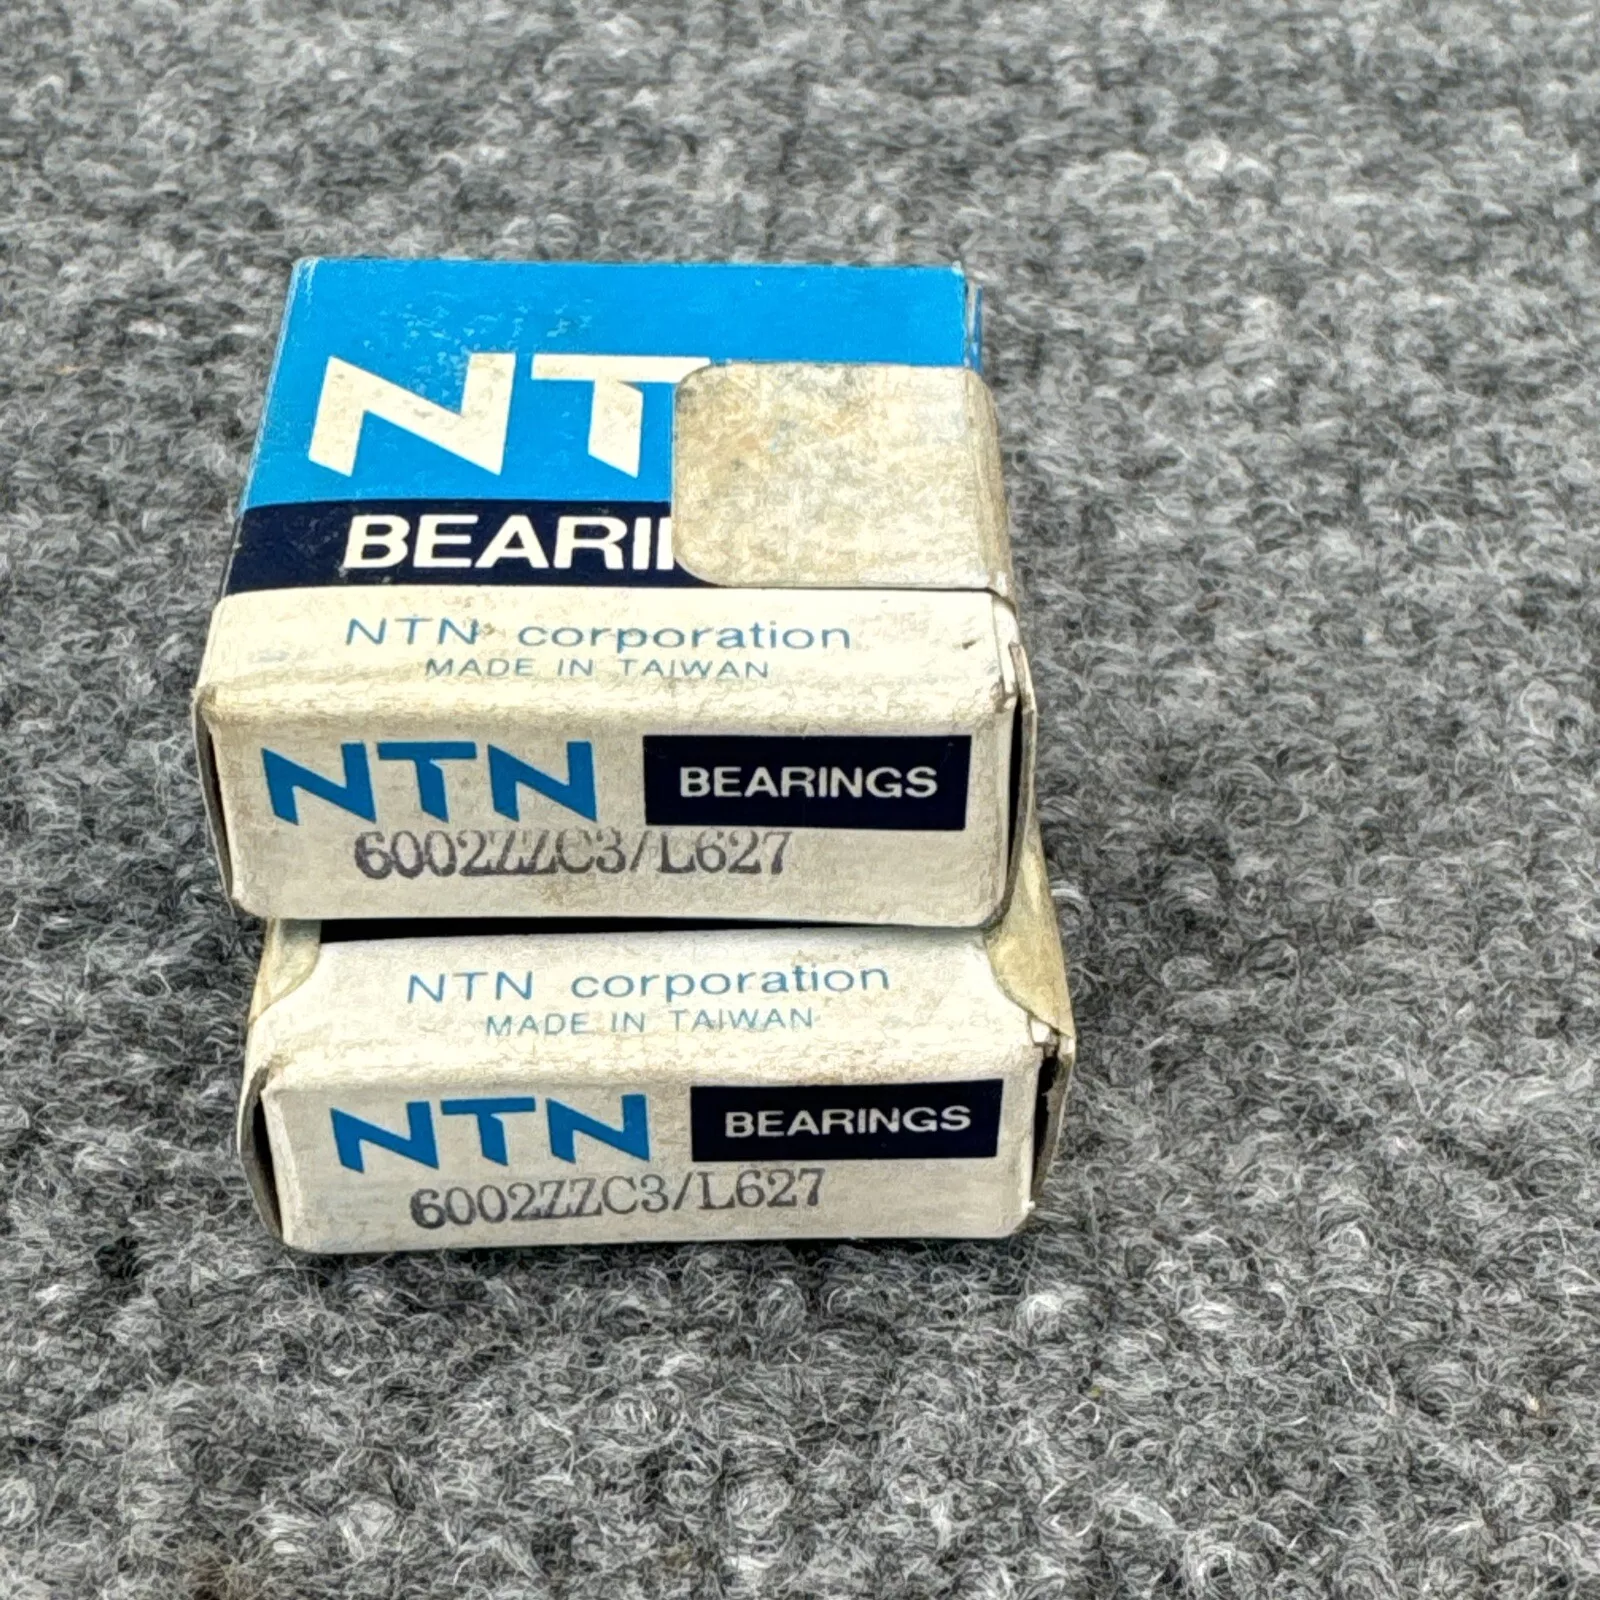 NT
BEARI
NTN corporation
MADE IN TAIWAN
NTN BEARINGS
6002ZZC3/L627
NTN corporation
MADE IN TAIWAN
NTN BEARINGS
6002ZZC3/L627